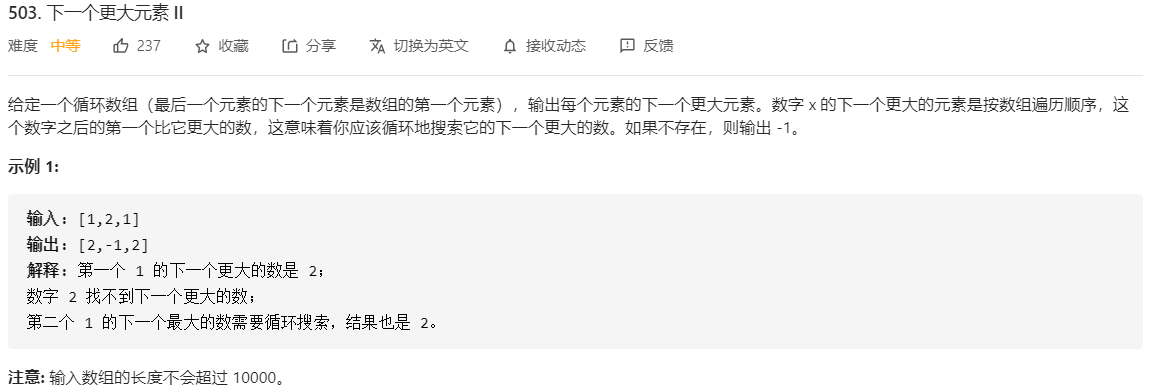 503. 下一个更大元素 II
难度 中等 237 收藏 分享 切换为英文 接收动态 反馈
给定一个循环数组（最后一个元素的下一个元素是数组的第一个元素），输出每个元素的下一个更大元素。数字 x 的下一个更大的元素是按数组遍历顺序，这
个数字之后的第一个比它更大的数，这意味着你应该循环地搜索它的下一个更大的数。如果不存在，则输出 -1。
示例 1:
输入: [1,2,1]
输出: [2,-1,2]
解释: 第一个 1 的下一个更大的数是 2；
数字 2 找不到下一个更大的数；
第二个 1 的下一个最大的数需要循环搜索，结果也是 2。
注意: 输入数组的长度不会超过 10000。